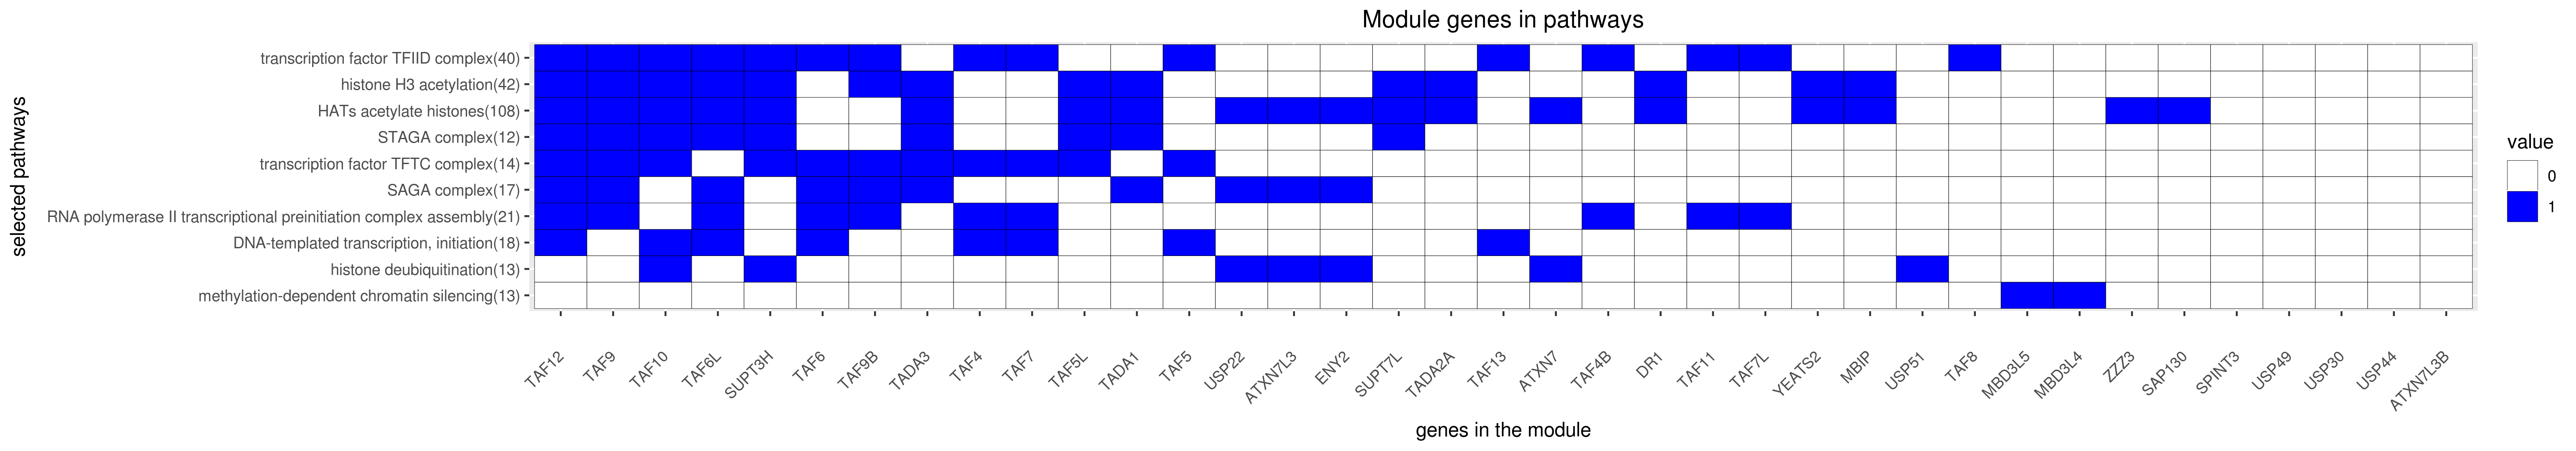 Module genes in pathways
selected pathways
transcription factor TFIID complex(40)
histone H3 acetylation(42)
HATs acetylate histones(108)
STAGA complex(12)
transcription factor TFTC complex(14)
SAGA complex(17)
RNA polymerase II transcriptional preinitiation complex assembly(21)
DNA-templated transcription, initiation(18)
histone deubiquitination(13)
methylation-dependent chromatin silencing(13)
value
0
1
TAF12
TAF9
TAF10
TAF6L
SUPT3H
TAF6
TAF9B
TADA3
TAF4
TAF7
TAF5L
TADA1
TAF5
USP22
ATXN7L3
ENY2
SUPT7L
TADA2A
TAF13
ATXN7
TAF4B
DR1
TAF11
TAF7L
YEATS2
MBIP
USP51
TAF8
MBD3L5
MBD3L4
ZZZ3
SAP130
SPINT3
USP49
USP30
USP44
ATXN7L3B
genes in the module